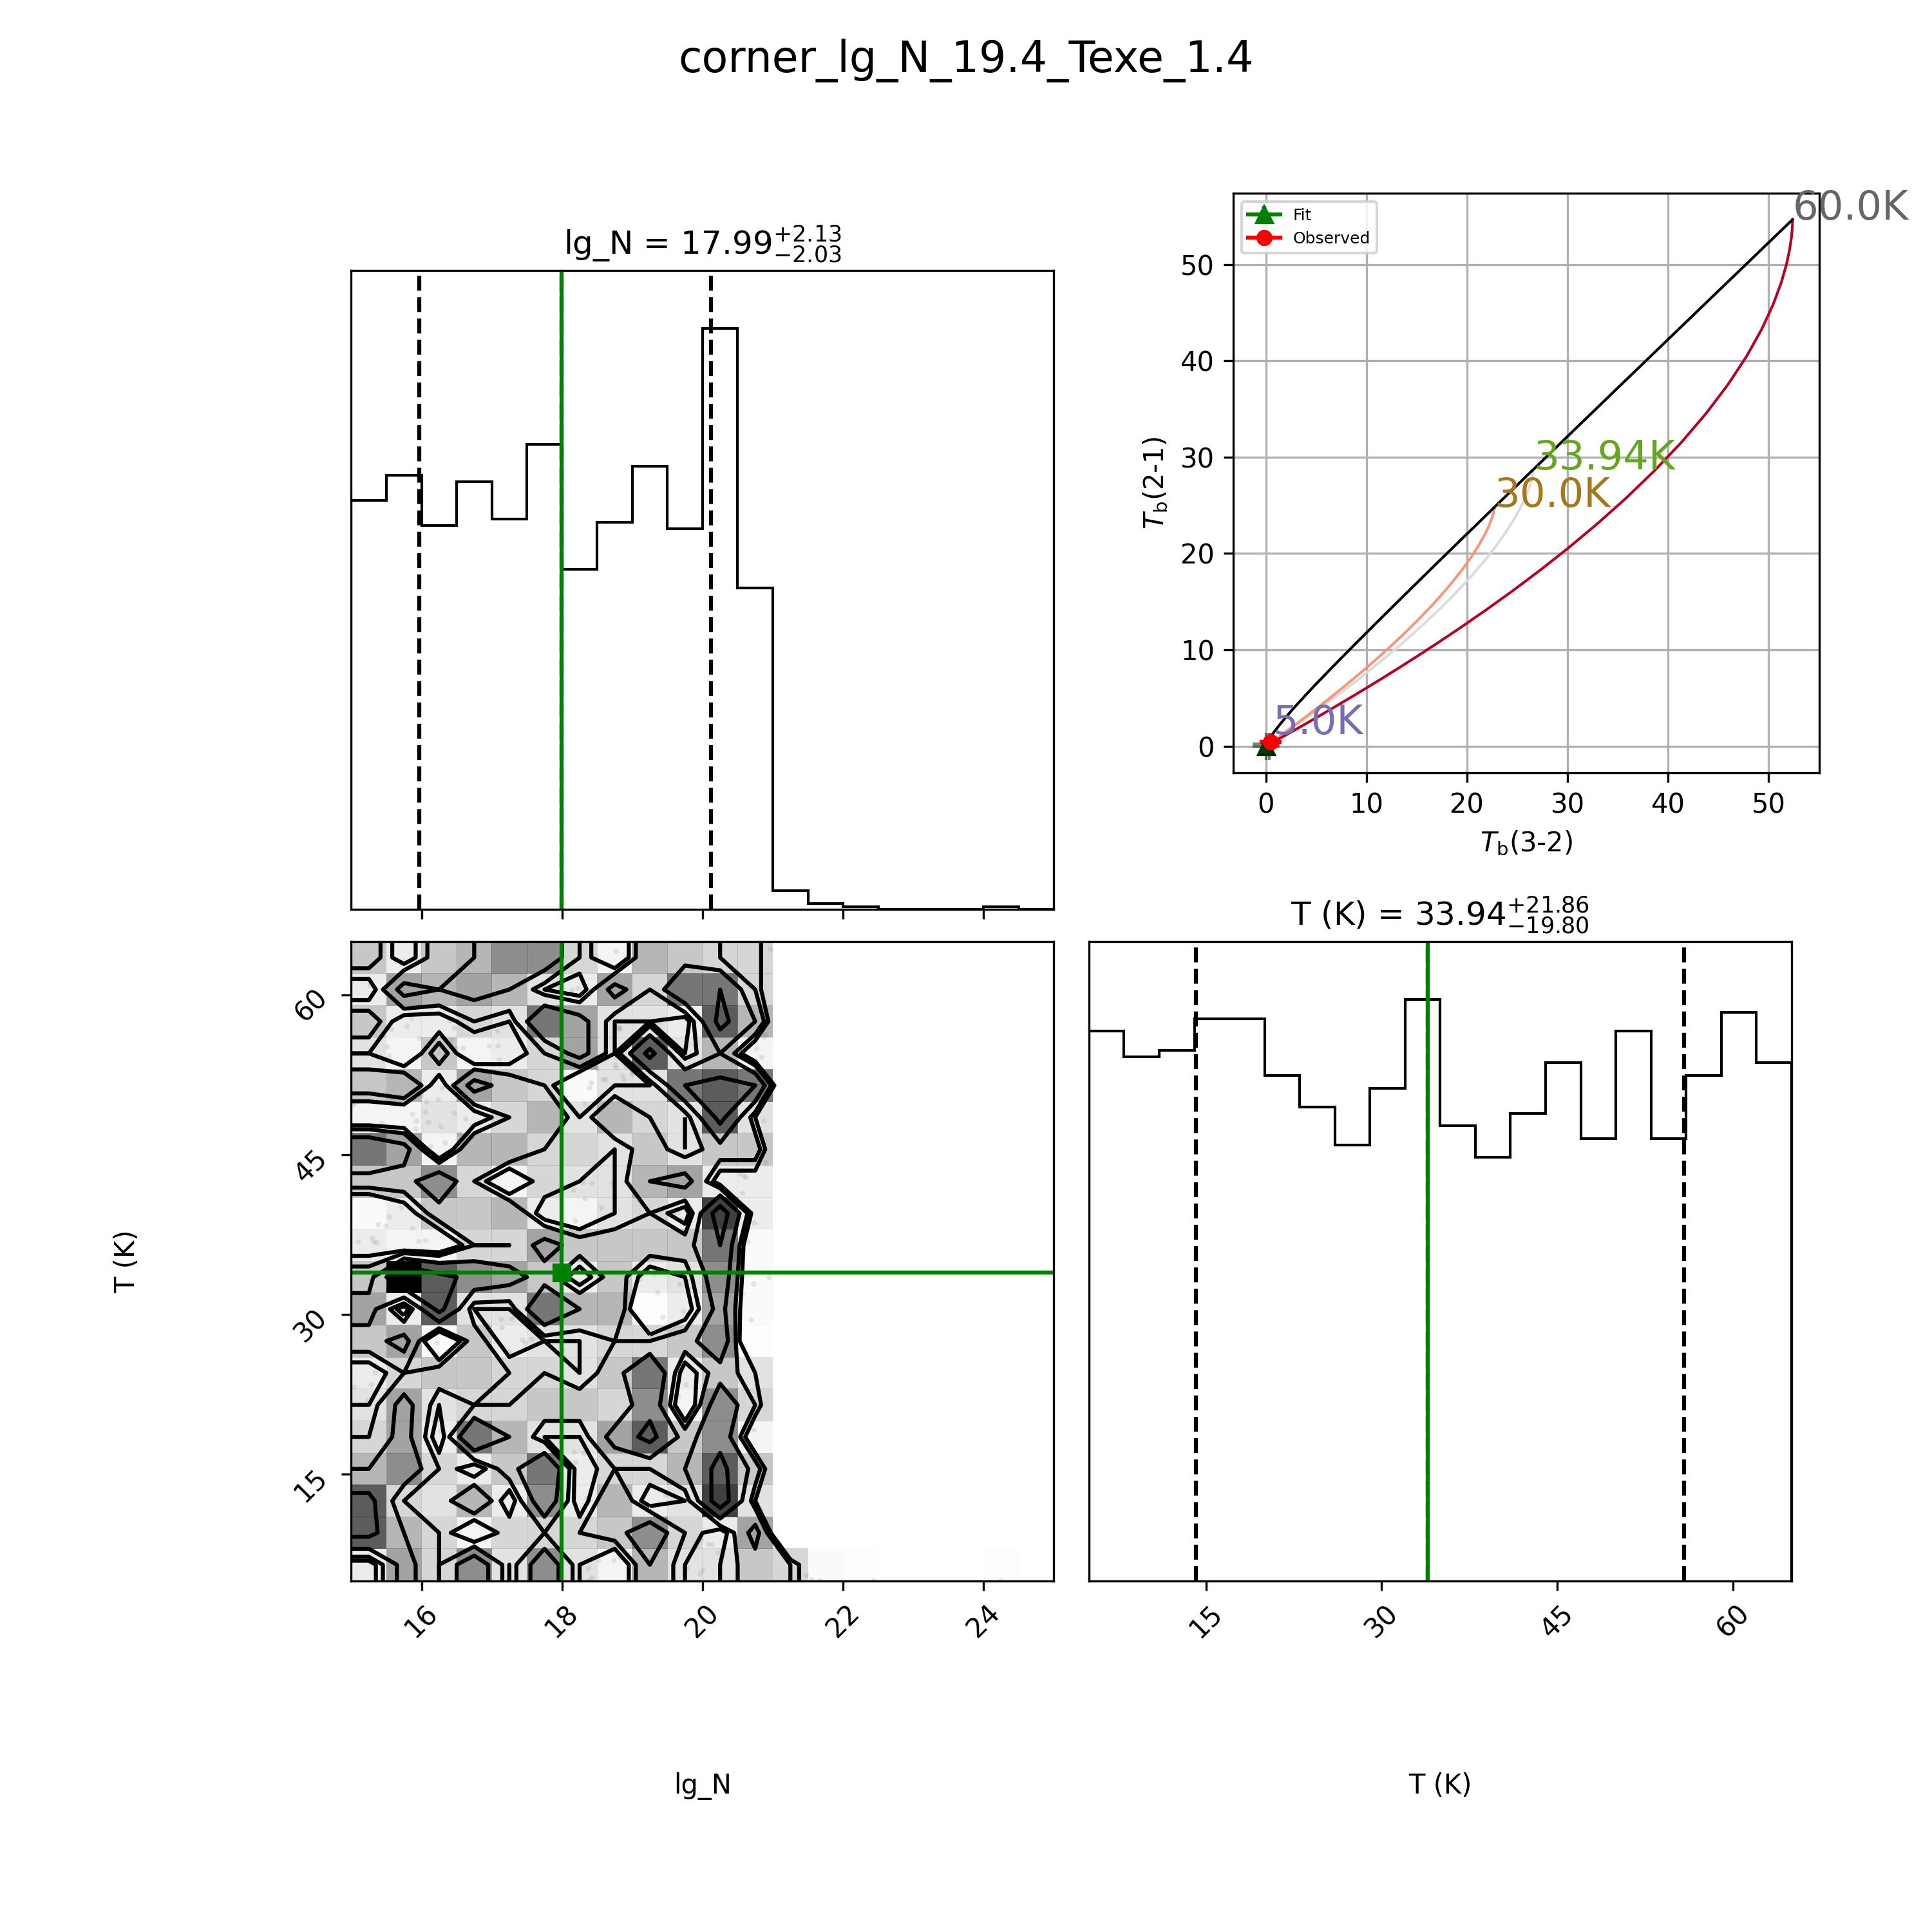 corner_lg_N_19.4_Texe_1.4
lg_N = 17.99+2.13−2.03
60.0K
Fit
Observed
50
40
30
20
10
0
33.94K
30.0K
5.0K
Tb(2-1)
0 10 20 30 40 50
Tb(3-2)
T (K) = 33.94+21.86−19.80
60
45
30
15
T (K)
16 18 20 22 24
15 30 45 60
lg_N
T (K)